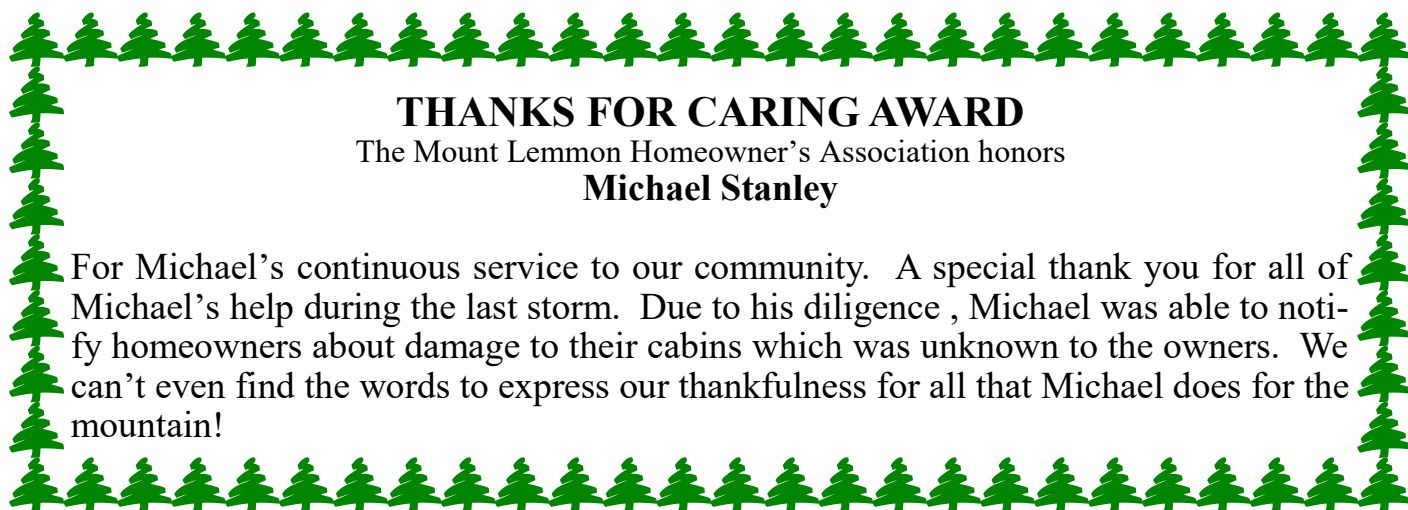 THANKS FOR CARING AWARD
The Mount Lemmon Homeowner’s Association honors
Michael Stanley
For Michael’s continuous service to our community.  A special thank you for all of
Michael’s help during the last storm.  Due to his diligence , Michael was able to noti-
fy homeowners about damage to their cabins which was unknown to the owners.  We
can’t even find the words to express our thankfulness for all that Michael does for the
mountain!